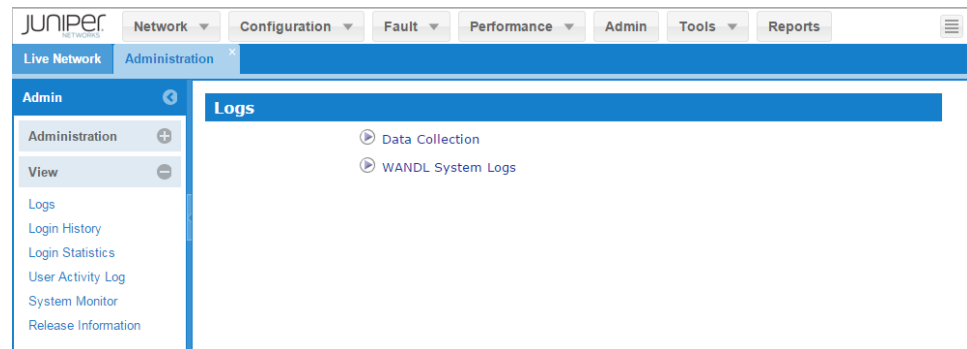 JUNIPER NETWORKS Network Configuration Fault Performance Admin Tools Reports
Live Network Administration ×
Admin
Logs
Administration
Data Collection
View
WANDL System Logs
Logs
Login History
Login Statistics
User Activity Log
System Monitor
Release Information